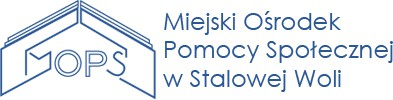 MOPS
Miejski Ośrodek
Pomocy Społecznej
w Stalowej Woli